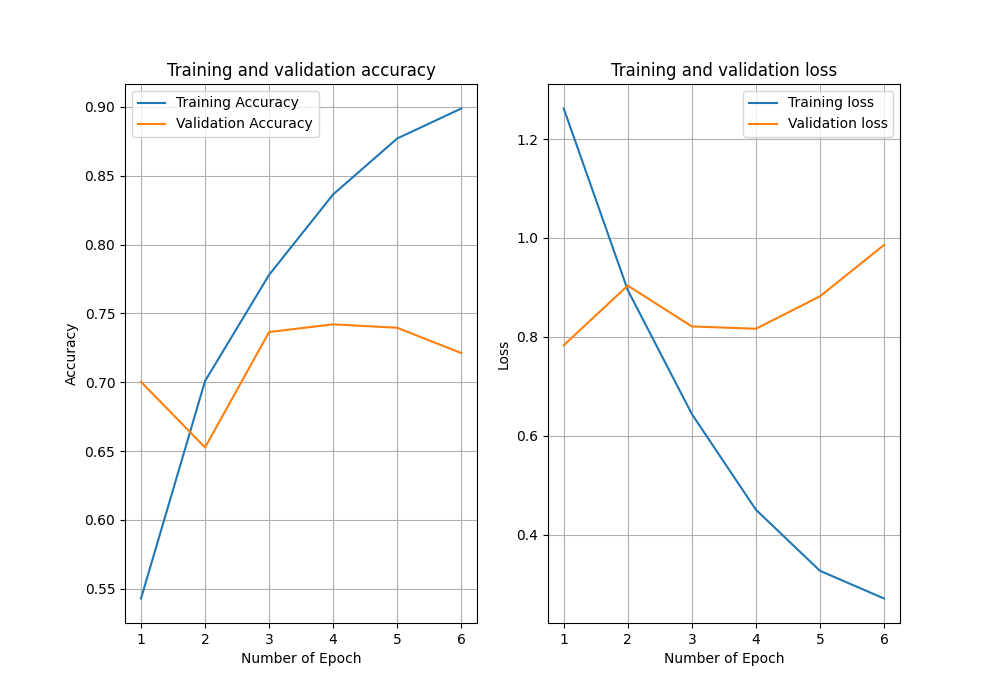 Training and validation accuracy
Training Accuracy
Validation Accuracy
0.90
0.85
0.80
0.75
0.70
0.65
0.60
0.55
Accuracy
1 2 3 4 5 6
Number of Epoch
Training and validation loss
Training loss
Validation loss
1.2
1.0
0.8
0.6
0.4
Loss
1 2 3 4 5 6
Number of Epoch